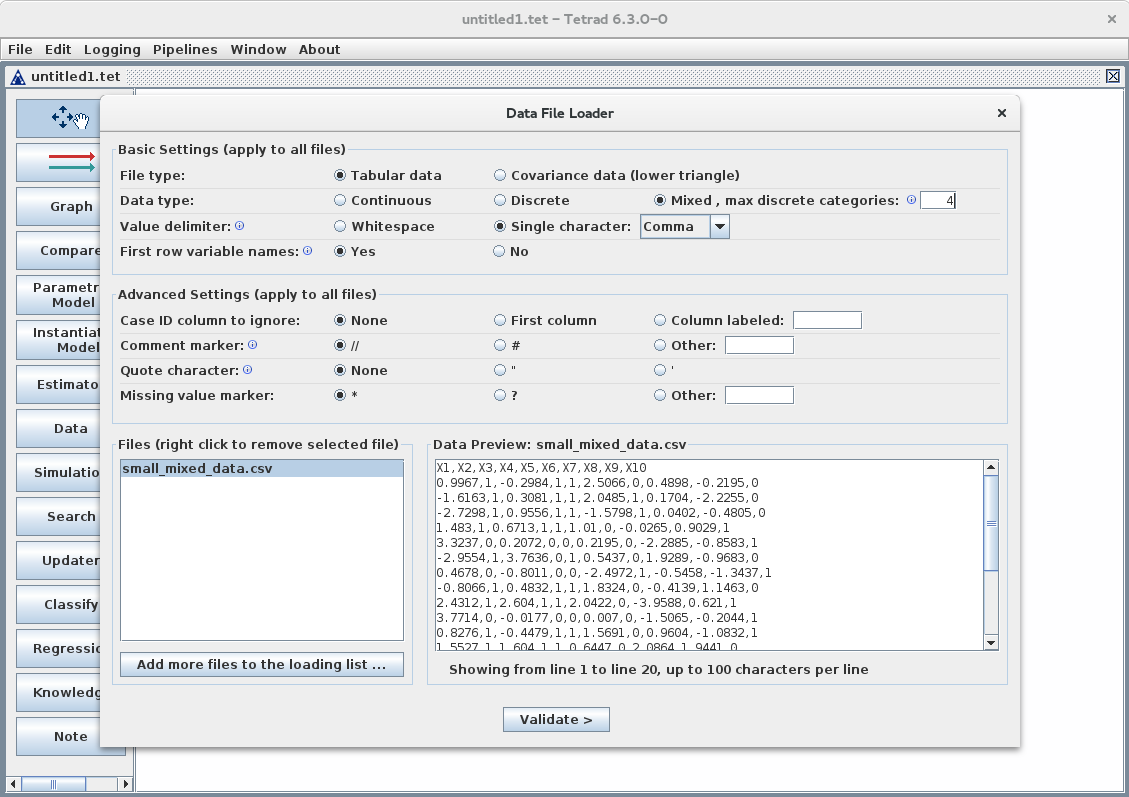 untitled1.tet – Tetrad 6.3.0-0
File Edit Logging Pipelines Window About
untitled1.tet
Graph
Compare
Parametr
Model
Instantiat
Model
Estimato
Data
Simulatio
Search
Updater
Classify
Regressio
Knowledg
Note
Data File Loader
Basic Settings (apply to all files)
File type: Tabular data Covariance data (lower triangle)
Data type: Continuous Discrete Mixed , max discrete categories: 4
Value delimiter: Whitespace Single character: Comma
First row variable names: Yes No
Advanced Settings (apply to all files)
Case ID column to ignore: None First column Column labeled:
Comment marker: // # Other:
Quote character: None " '
Missing value marker: * ? Other:
Files (right click to remove selected file)
small_mixed_data.csv
Add more files to the loading list ...
Data Preview: small_mixed_data.csv
X1,X2,X3,X4,X5,X6,X7,X8,X9,X10
0.9967,1,-0.2984,1,1,2.5066,0,0.4898,-0.2195,0
-1.6163,1,0.3081,1,1,2.0485,1,0.1704,-2.2255,0
-2.7298,1,0.9556,1,1,-1.5798,1,0.0402,-0.4805,0
1.483,1,0.6713,1,1,1.01,0,-0.0265,0.9029,1
3.3237,0,0.2072,0,0,0.2195,0,-2.2885,-0.8583,1
-2.9554,1,3.7636,0,1,0.5437,0,1.9289,-0.9683,0
0.4678,0,-0.8011,0,0,-2.4972,1,-0.5458,-1.3437,1
-0.8066,1,0.4832,1,1,1.8324,0,-0.4139,1.1463,0
2.4312,1,2.604,1,1,2.0422,0,-3.9588,0.621,1
3.7714,0,-0.0177,0,0,0.007,0,-1.5065,-0.2044,1
0.8276,1,-0.4479,1,1,1.5691,0,0.9604,-1.0832,1
1.5527,1,1.604,1,1,0.6447,0,2.0864,1.9441,0
Showing from line 1 to line 20, up to 100 characters per line
Validate >